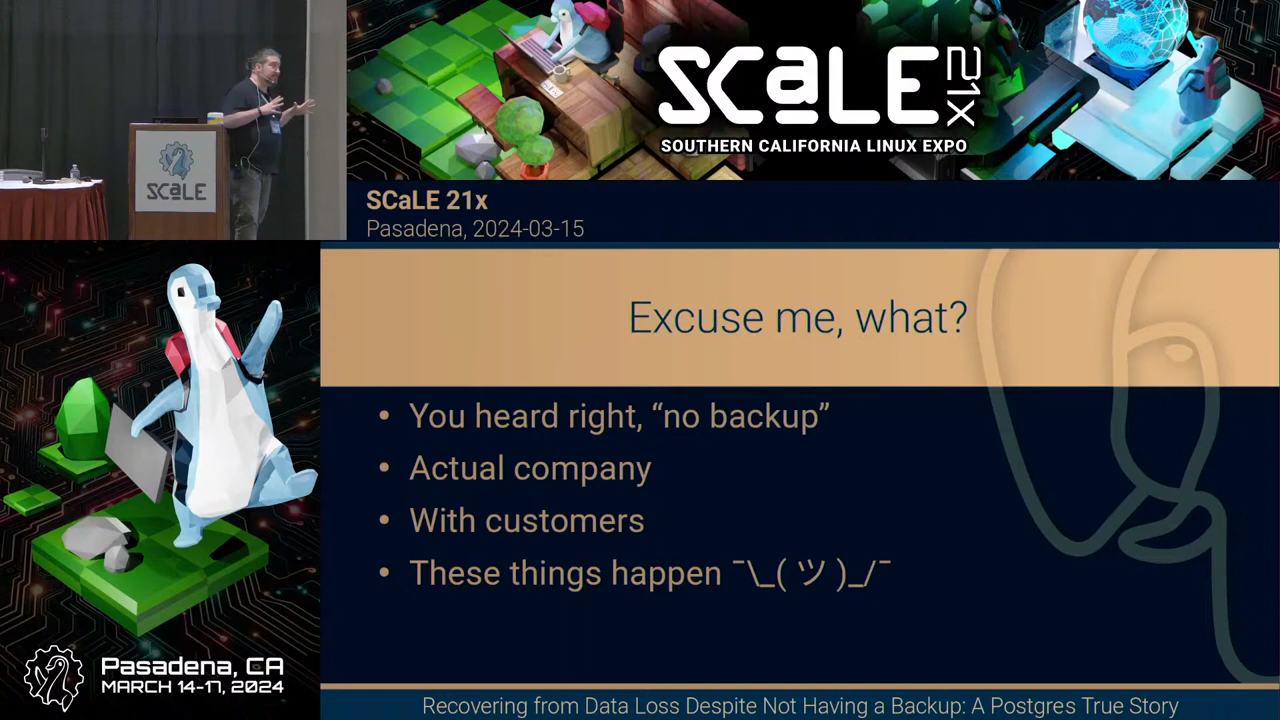 SCaLE
SCaLE 21x
SOUTHERN CALIFORNIA LINUX EXPO
SCaLE 21x
Pasadena, 2024-03-15
Excuse me, what?
• You heard right, “no backup”
• Actual company
• With customers
• These things happen ¯\_( ツ )_/¯
Pasadena, CA
MARCH 14-17, 2024
Recovering from Data Loss Despite Not Having a Backup: A Postgres True Story